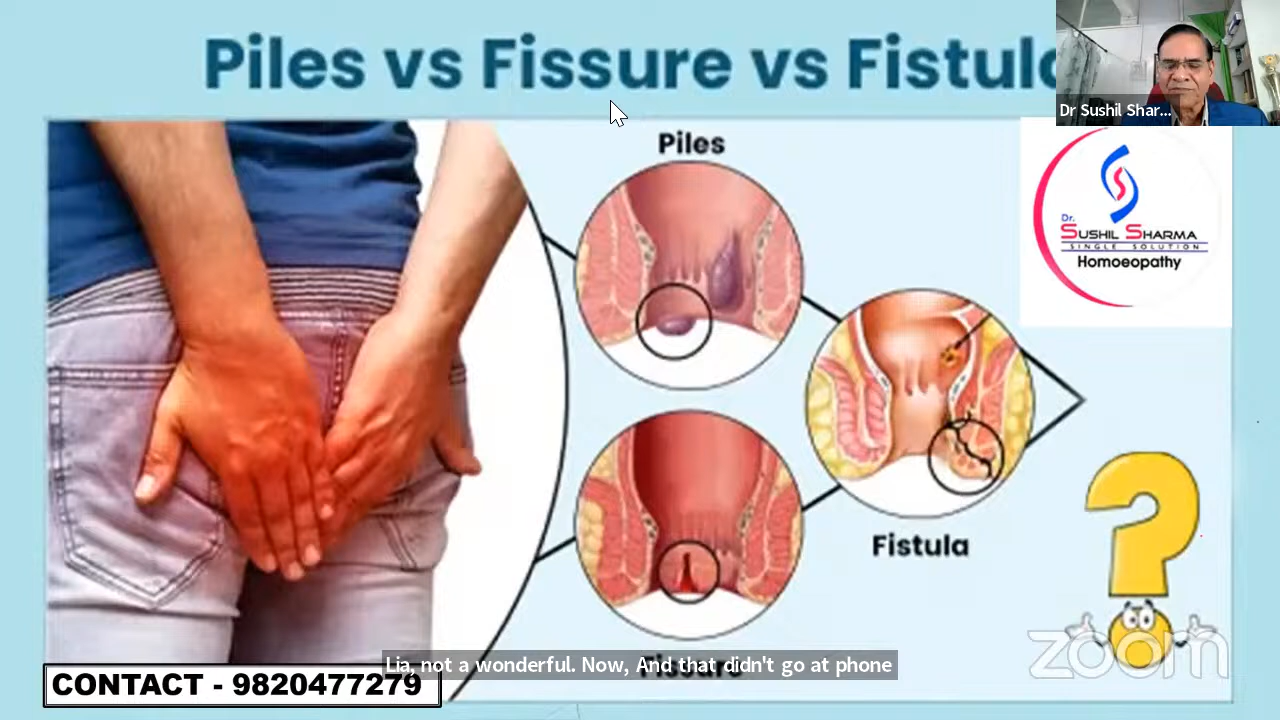 Piles vs Fissure vs Fistula
Dr Sushil Shar...
Piles
Dr.
SUSHIL SHARMA
SINGLE SOLUTION
Homoeopathy
Fistula
Fissure
Lia, not a wonderful. Now, And that didn't go at phone
CONTACT - 9820477279
zoom